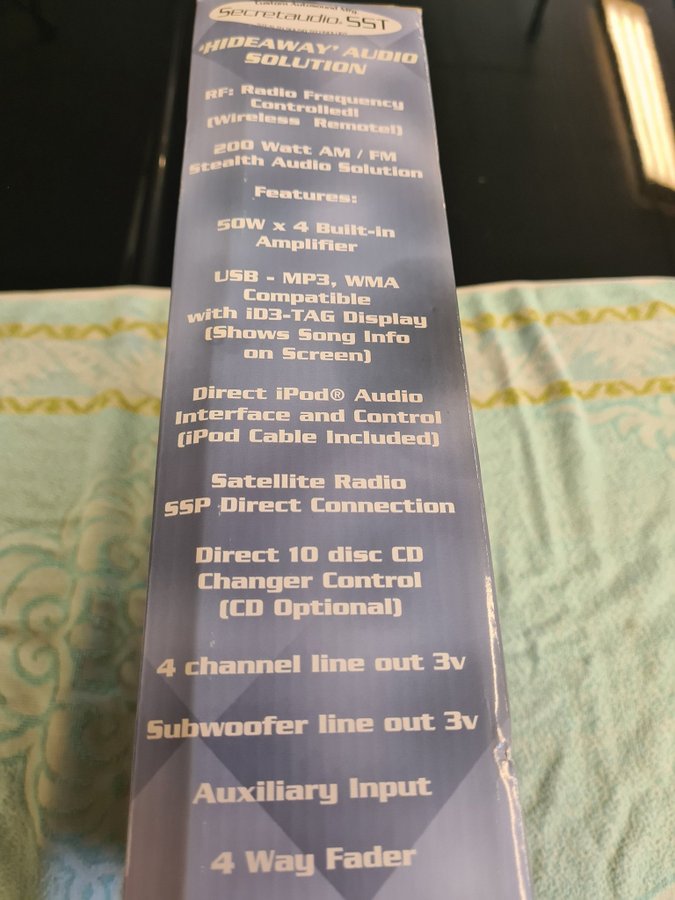 Custom Autosound Mfg.
Secretaudio® SST
'HIDEAWAY' AUDIO
SOLUTION
RF: Radio Frequency
Controlled!
(Wireless Remote!)
200 Watt AM / FM
Stealth Audio Solution
Features:
50W x 4 Built-in
Amplifier
USB - MP3, WMA
Compatible
with iD3-TAG Display
(Shows Song Info
on Screen)
Direct iPod® Audio
Interface and Control
(iPod Cable Included)
Satellite Radio
SSP Direct Connection
Direct 10 disc CD
Changer Control
(CD Optional)
4 channel line out 3v
Subwoofer line out 3v
Auxiliary Input
4 Way Fader